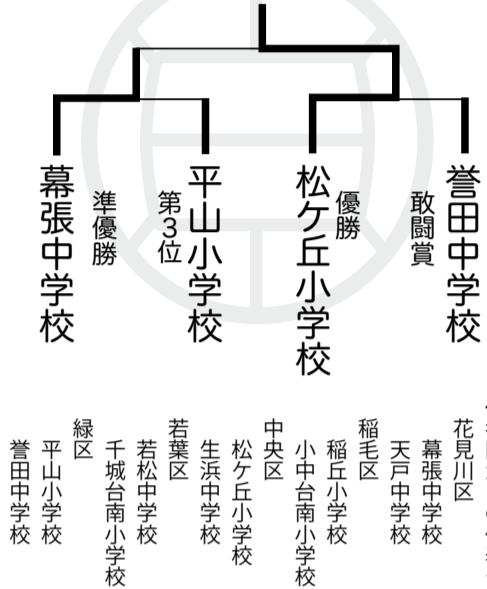 誉田中学校
敢闘賞
優勝
松ケ丘小学校
平山小学校
第3位
準優勝
幕張中学校
花見川区
幕張中学校
天戸中学校
稲毛区
稲丘小学校
小中台南小学校
中央区
松ケ丘小学校
生浜中学校
若葉区
若松中学校
千城台南小学校
緑区
平山小学校
誉田中学校